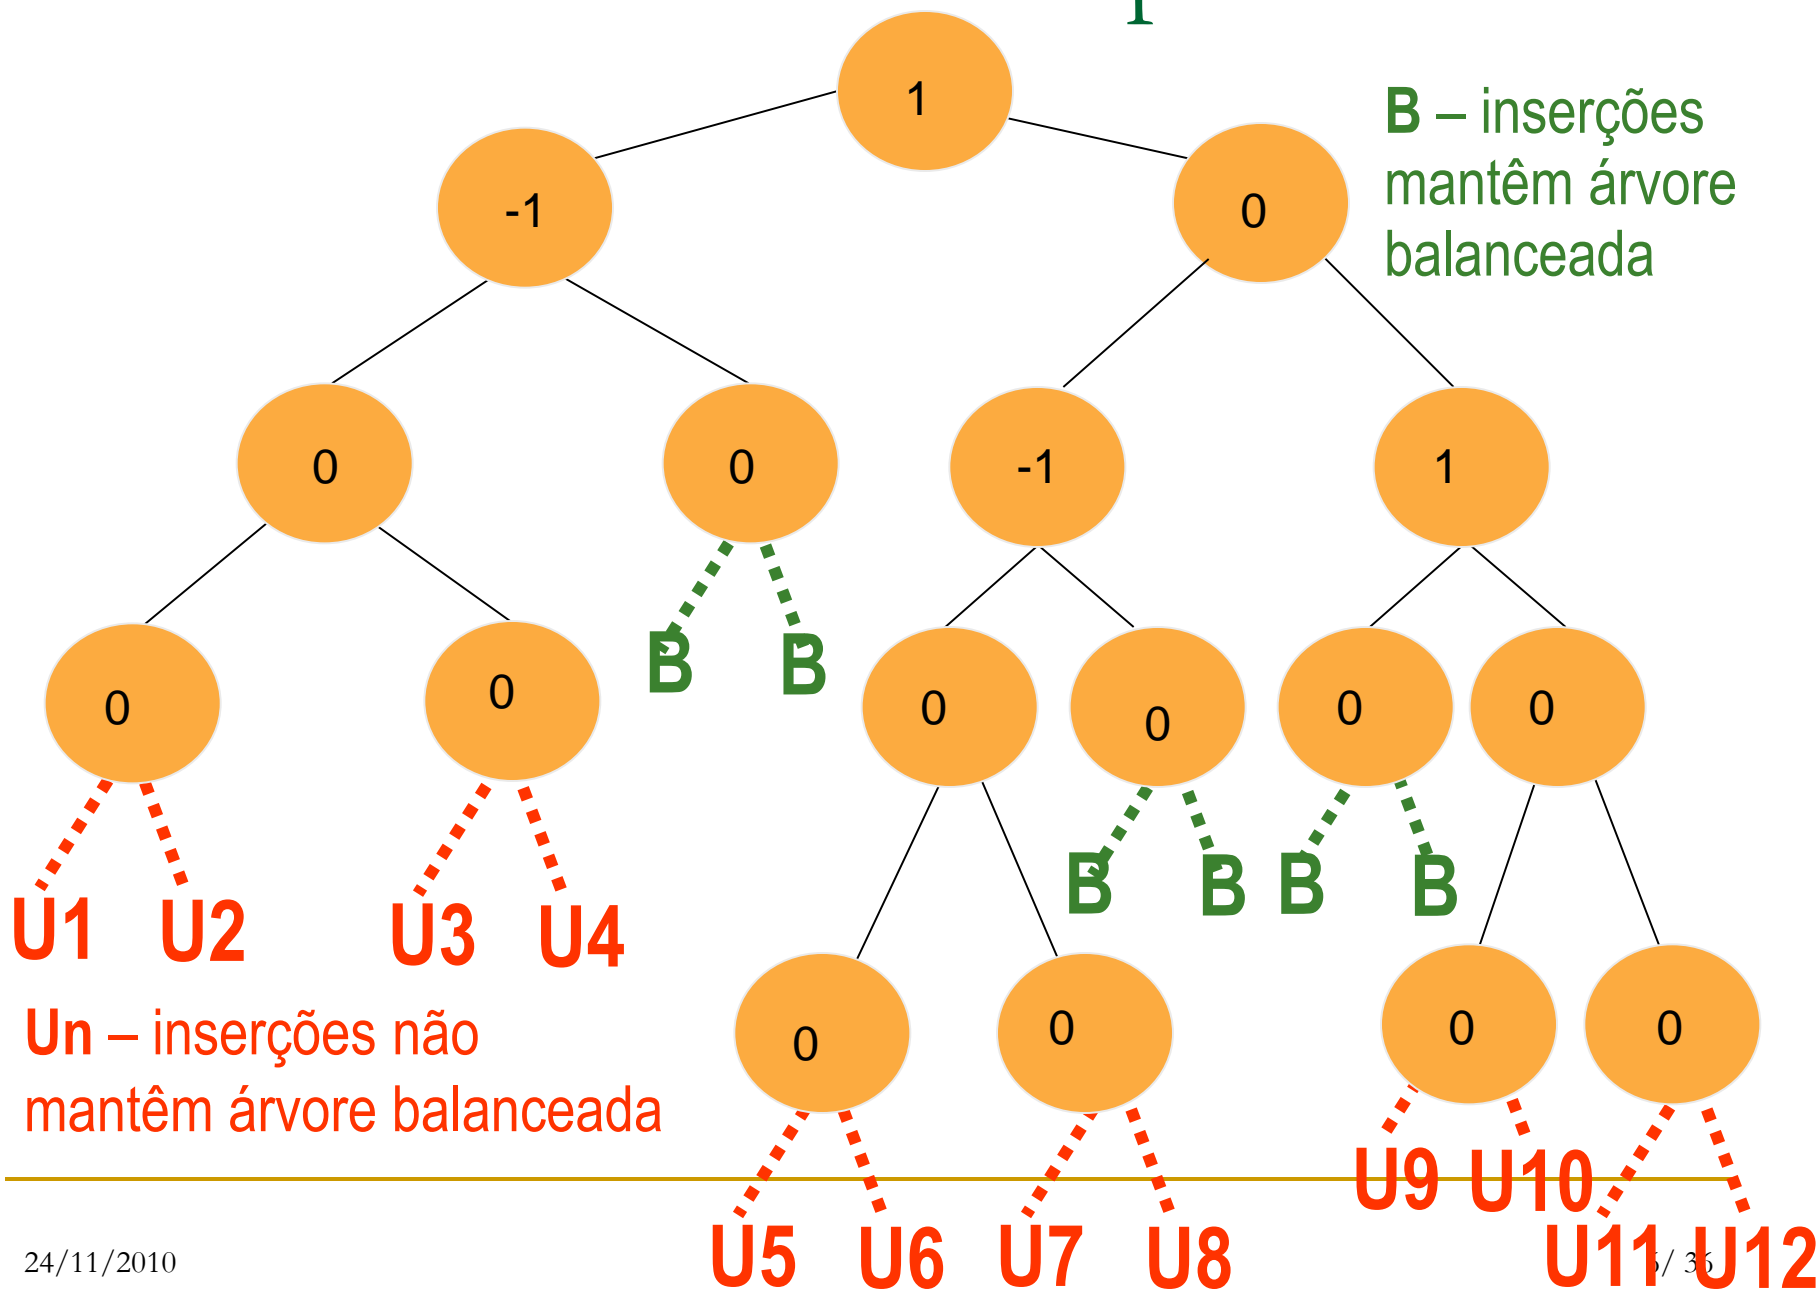 1
B – inserções
mantêm árvore
balanceada
-1
0
0
0
-1
1
B
B
0
0
0
0
0
0
B
B
B
B
U1
U2
U3
U4
Un – inserções não
mantêm árvore balanceada
0
0
0
0
U9
U10
U5
U6
U7
U8
U11
U12
24/11/2010
/ 36